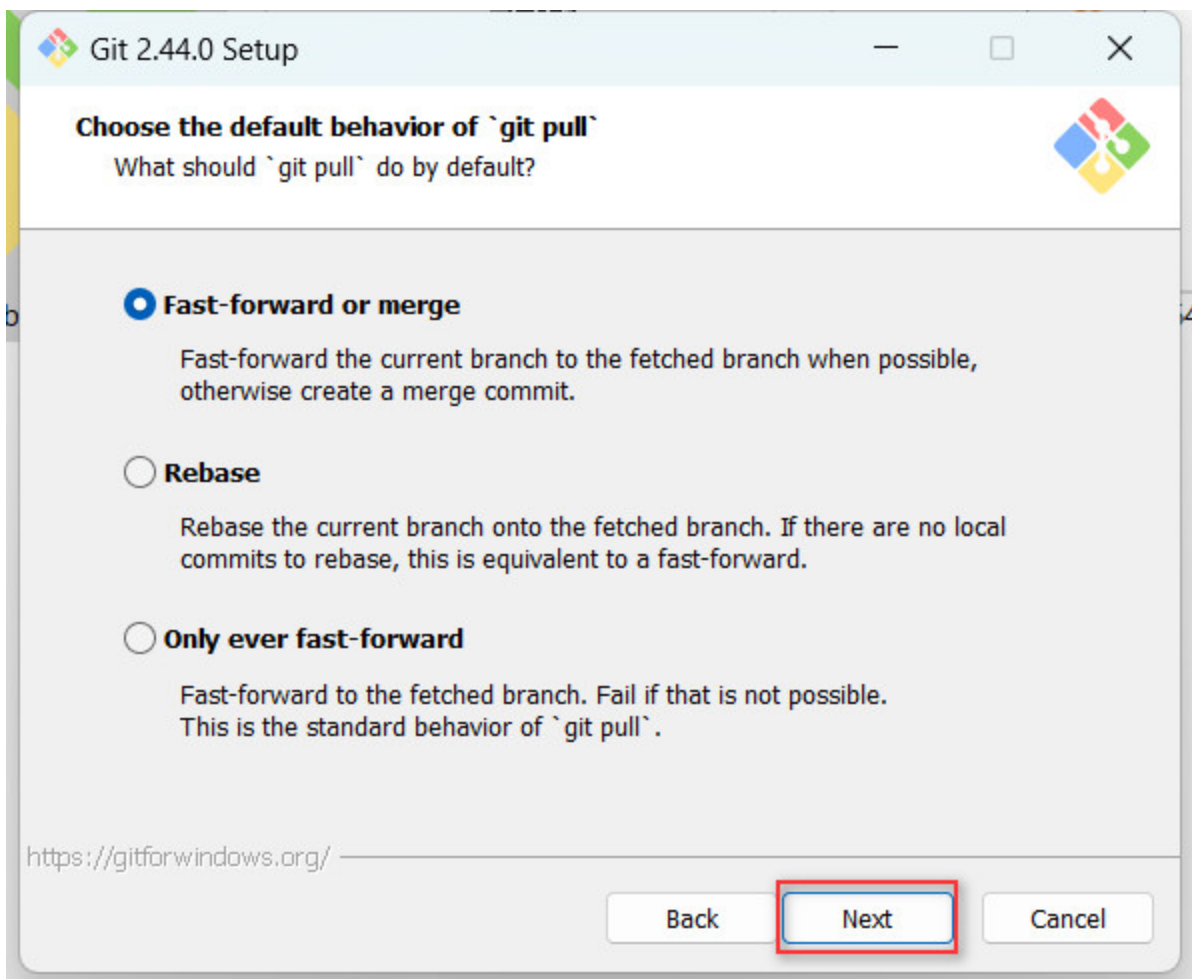 Git 2.44.0 Setup
Choose the default behavior of `git pull`
What should `git pull` do by default?
Fast-forward or merge
Fast-forward the current branch to the fetched branch when possible,
otherwise create a merge commit.
Rebase
Rebase the current branch onto the fetched branch. If there are no local
commits to rebase, this is equivalent to a fast-forward.
Only ever fast-forward
Fast-forward to the fetched branch. Fail if that is not possible.
This is the standard behavior of `git pull`.
https://gitforwindows.org/
Back Next Cancel